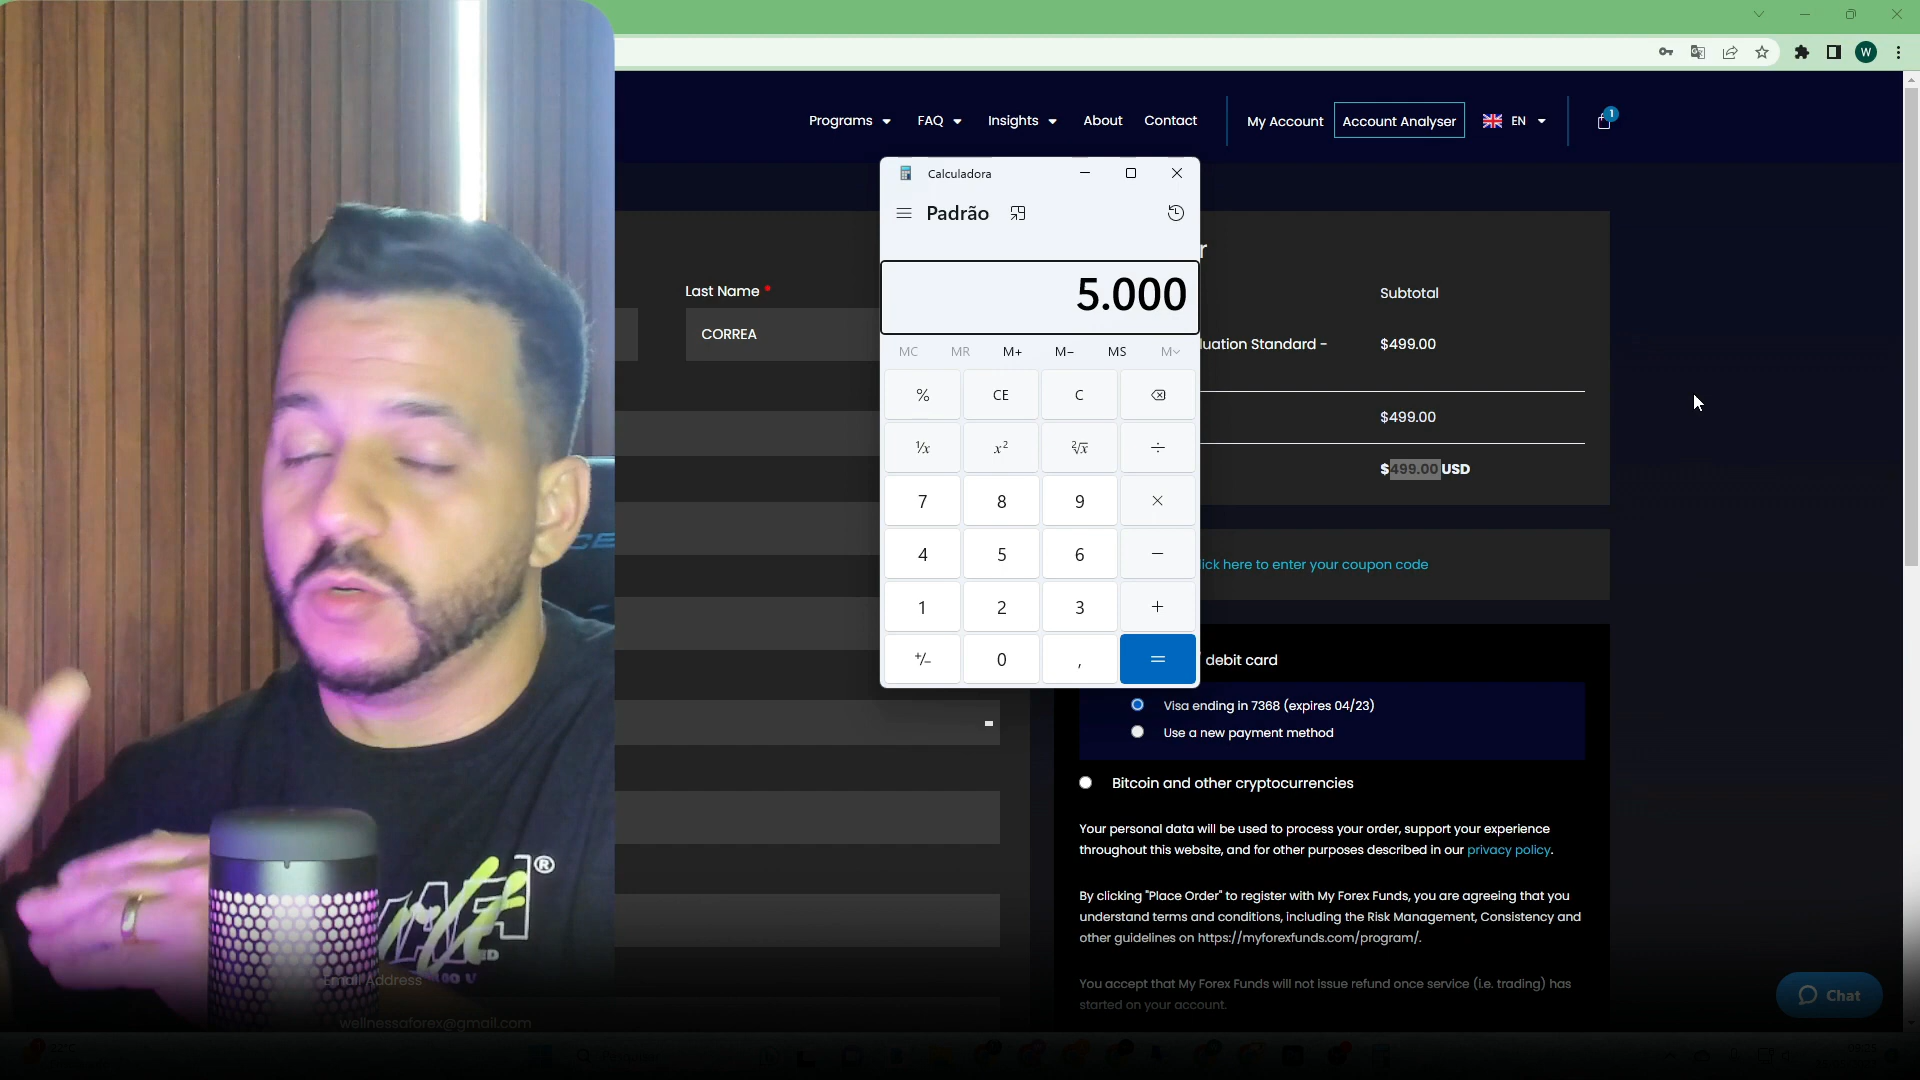 W
Programs
FAQ
Insights
About
Contact
My Account
Account Analyser
EN
1
Calculadora
Padrão
5.000
MC MR M+ M− MS M
% CE C
¹/x x² ²√x ÷
7 8 9 ×
4 5 6 −
1 2 3 +
+/− 0 , =
Last Name *
CORREA
r
Subtotal
luation Standard -
$499.00
$499.00
$499.00 USD
ick here to enter your coupon code
debit card
Visa ending in 7368 (expires 04/23)
Use a new payment method
Bitcoin and other cryptocurrencies
Your personal data will be used to process your order, support your experience
throughout this website, and for other purposes described in our privacy policy.
By clicking "Place Order" to register with My Forex Funds, you are agreeing that you
understand terms and conditions, including the Risk Management, Consistency and
other guidelines on https://myforexfunds.com/program/.
You accept that My Forex Funds will not issue refund once service (i.e. trading) has
started on your account.
Chat
Email Address
wellnessaforex@gmail.com